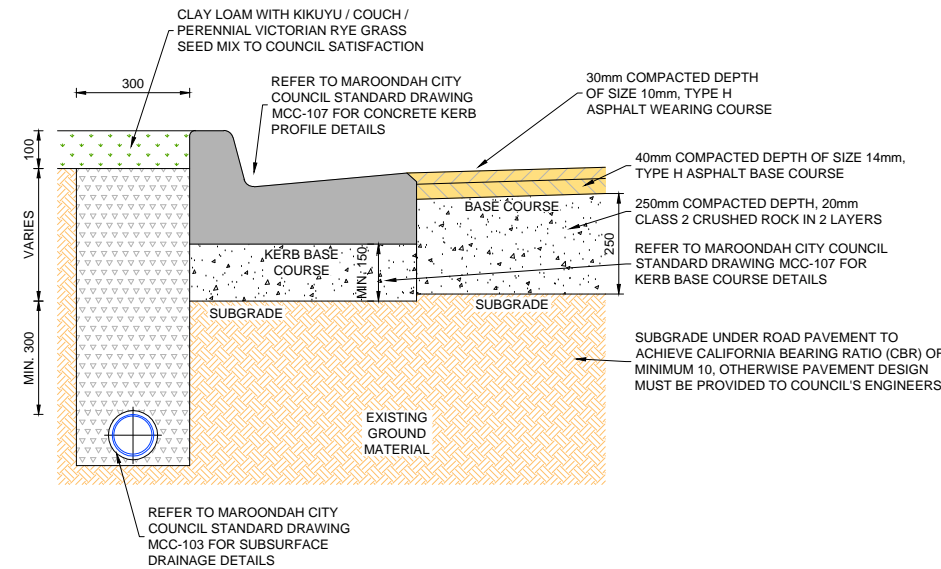 CLAY LOAM WITH KIKUYU / COUCH /
PERENNIAL VICTORIAN RYE GRASS
SEED MIX TO COUNCIL SATISFACTION
300
REFER TO MAROONDAH CITY
COUNCIL STANDARD DRAWING
MCC-107 FOR CONCRETE KERB
PROFILE DETAILS
30mm COMPACTED DEPTH
OF SIZE 10mm, TYPE H
ASPHALT WEARING COURSE
100
40mm COMPACTED DEPTH OF SIZE 14mm,
TYPE H ASPHALT BASE COURSE
VARIES
BASE COURSE
250mm COMPACTED DEPTH, 20mm
CLASS 2 CRUSHED ROCK IN 2 LAYERS
250
KERB BASE
COURSE
MIN. 150
REFER TO MAROONDAH CITY COUNCIL
STANDARD DRAWING MCC-107 FOR
KERB BASE COURSE DETAILS
SUBGRADE
SUBGRADE
MIN. 300
SUBGRADE UNDER ROAD PAVEMENT TO
ACHIEVE CALIFORNIA BEARING RATIO (CBR) OF
MINIMUM 10, OTHERWISE PAVEMENT DESIGN
MUST BE PROVIDED TO COUNCIL'S ENGINEERS
EXISTING
GROUND
MATERIAL
REFER TO MAROONDAH CITY
COUNCIL STANDARD DRAWING
MCC-103 FOR SUBSURFACE
DRAINAGE DETAILS